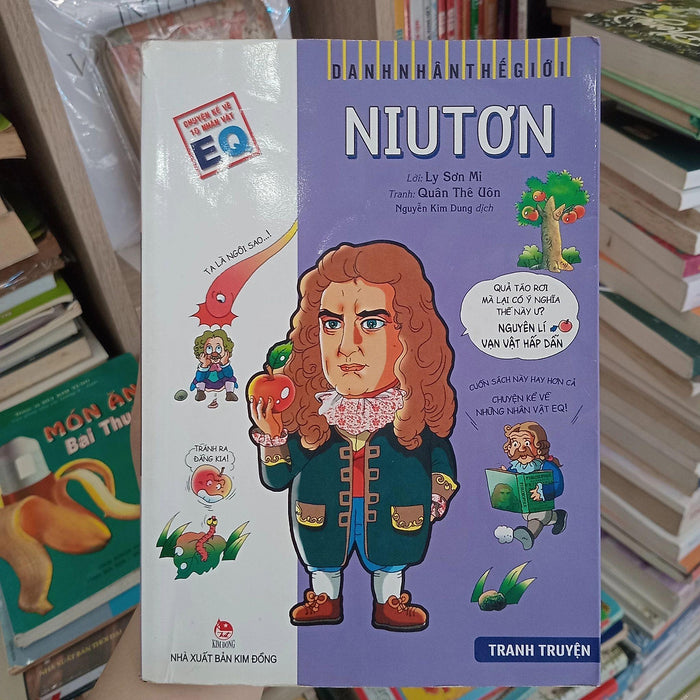 DANH NHÂN THẾ GIỚI
CHUYỆN KỂ VỀ
10 NHÂN VẬT
EQ
NIUTƠN
Lời: Ly Sơn Mi
Tranh: Quân Thê Uôn
Nguyễn Kim Dung dịch
TA LÀ NGÔI SAO...!
QUẢ TÁO RƠI
MÀ LẠI CÓ Ý NGHĨA
THẾ NÀY Ư?
NGUYÊN LÍ
VẠN VẬT HẤP DẪN
CUỐN SÁCH NÀY HAY HƠN CẢ
CHUYỆN KỂ VỀ
NHỮNG NHÂN VẬT EQ!
TRÁNH RA
ĐẰNG KIA!
KIM ĐỒNG
NHÀ XUẤT BẢN KIM ĐỒNG
TRANH TRUYỆN
MÓN ĂN
Bài Thu